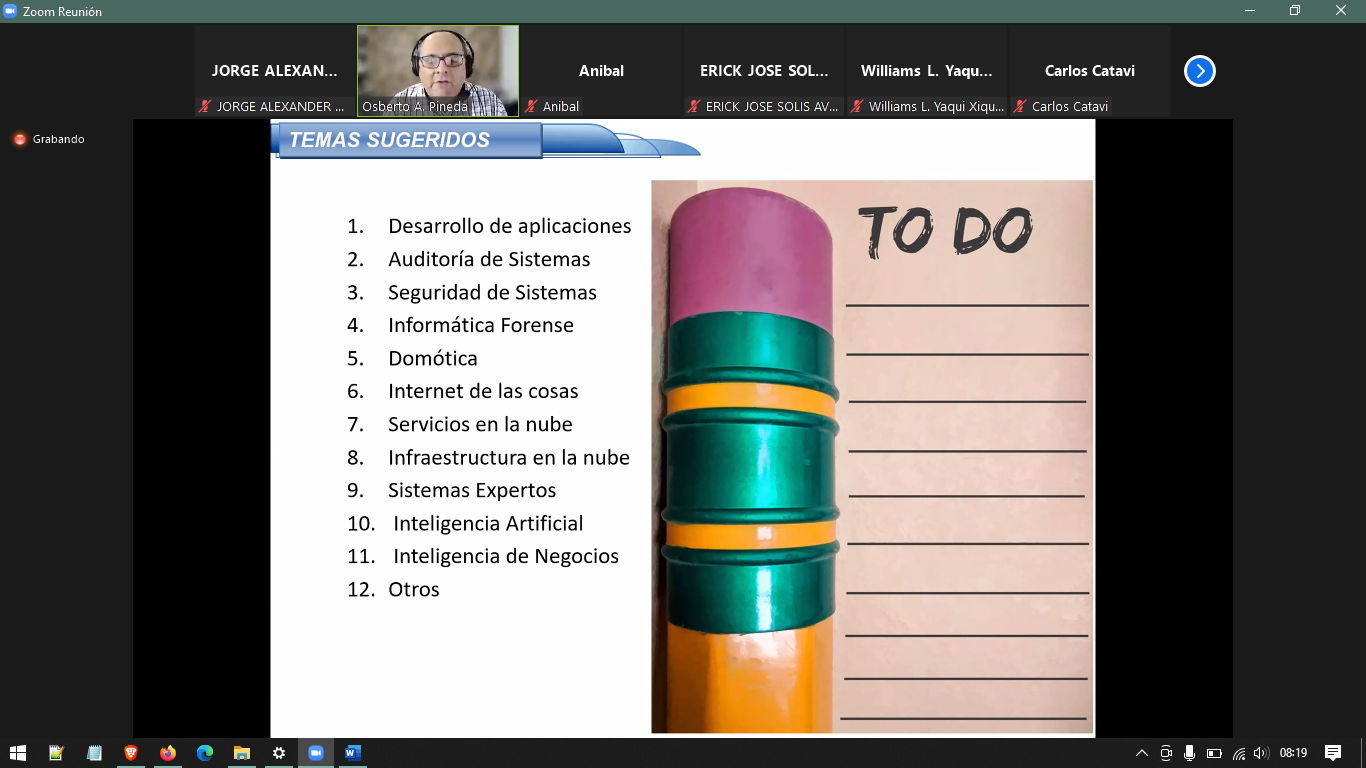 Zoom Reunión
JORGE ALEXAN...
Anibal
ERICK JOSE SOL...
Williams L. Yaqu...
Carlos Catavi
JORGE ALEXANDER ...
Osberto A. Pineda
Anibal
ERICK JOSE SOLIS AV...
Williams L. Yaqui Xiqu...
Carlos Catavi
Grabando
TEMAS SUGERIDOS
1. Desarrollo de aplicaciones
2. Auditoría de Sistemas
3. Seguridad de Sistemas
4. Informática Forense
5. Domótica
6. Internet de las cosas
7. Servicios en la nube
8. Infraestructura en la nube
9. Sistemas Expertos
10. Inteligencia Artificial
11. Inteligencia de Negocios
12. Otros
TO DO
08:19